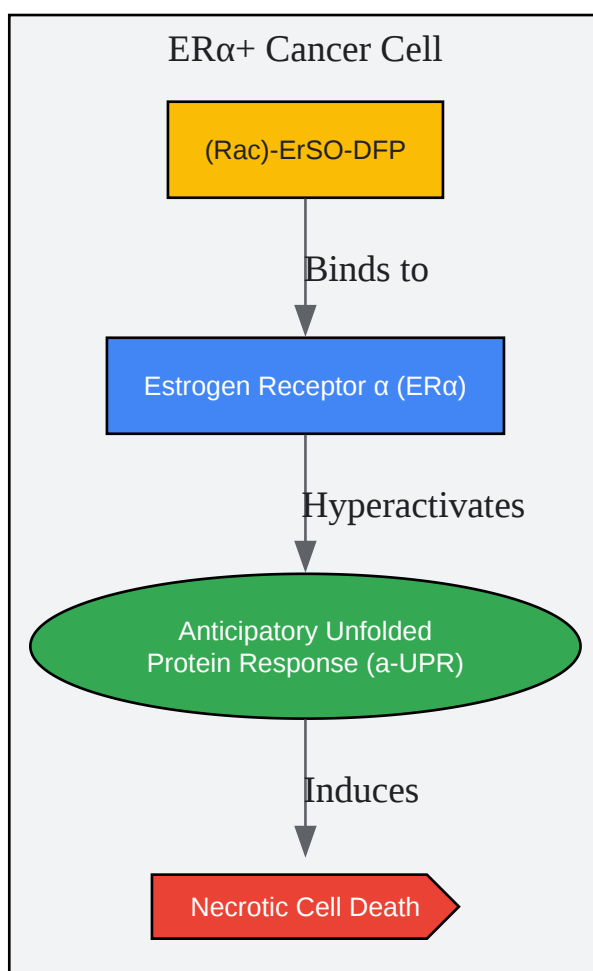 ERα+ Cancer Cell
(Rac)-ErSO-DFP
Binds to
Estrogen Receptor α (ERα)
Hyperactivates
Anticipatory Unfolded
Protein Response (a-UPR)
Induces
Necrotic Cell Death